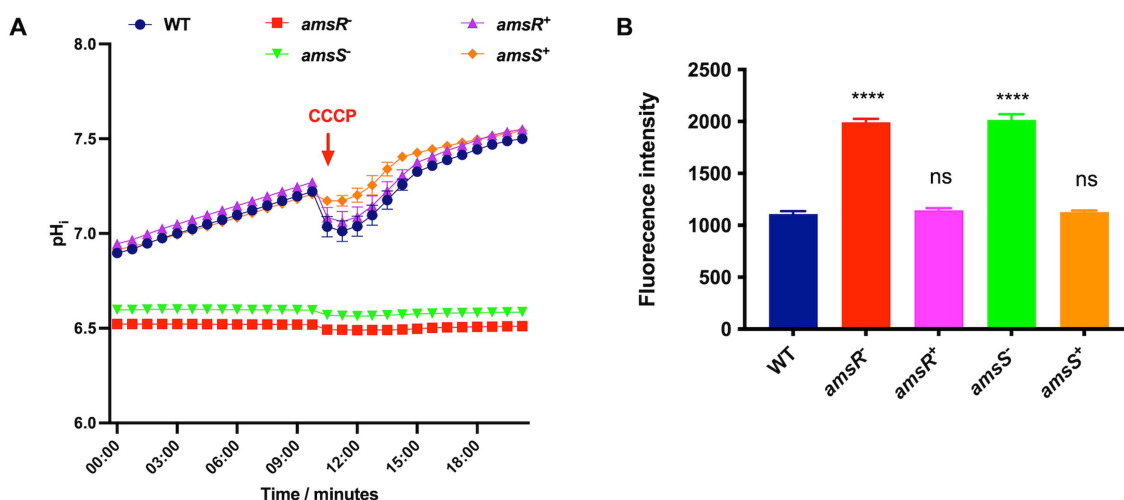 A
WT
amsR-
amsR+
amsS-
amsS+
8.0
7.5
7.0
6.5
6.0
pHi
CCCP
00:00
03:00
06:00
09:00
12:00
15:00
18:00
Time / minutes
B
2500
2000
1500
1000
500
0
Fluorecence intensity
****
ns
****
ns
WT
amsR-
amsR+
amsS-
amsS+